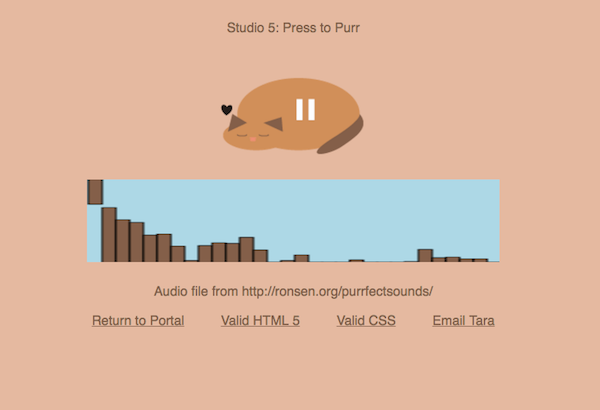 Studio 5: Press to Purr
Audio file from http://ronsen.org/purrfectsounds/
Return to Portal Valid HTML 5 Valid CSS Email Tara